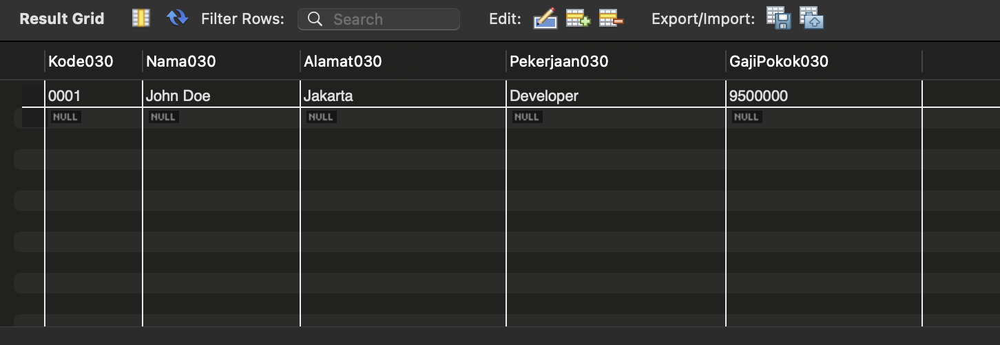 Result Grid Filter Rows: Search Edit: Export/Import:
Kode030 Nama030 Alamat030 Pekerjaan030 GajiPokok030
0001 John Doe Jakarta Developer 9500000
NULL NULL NULL NULL NULL